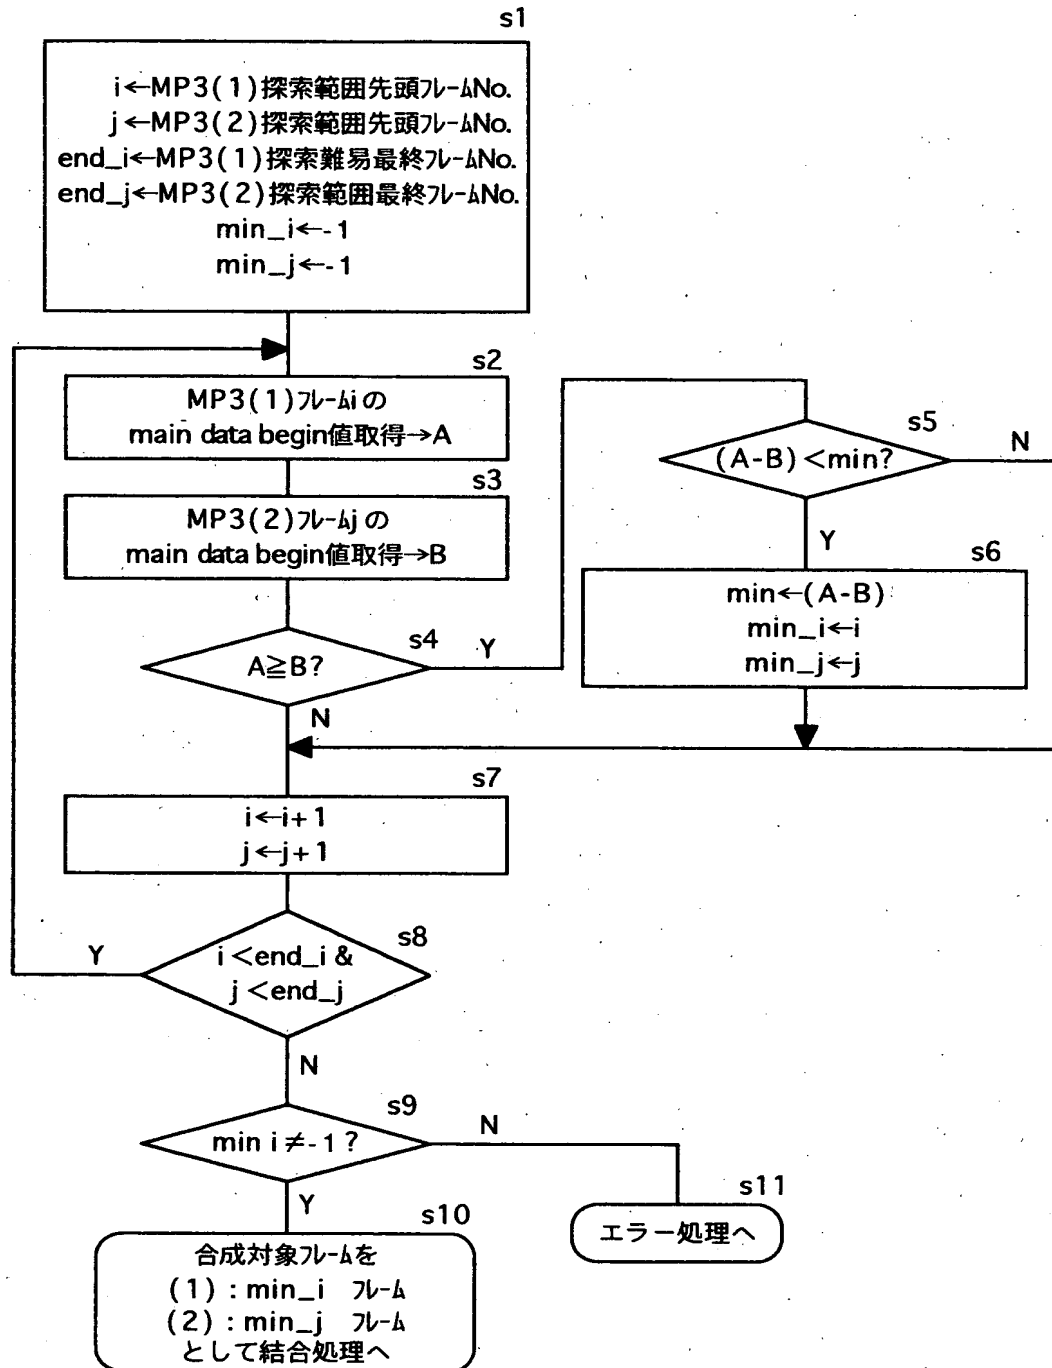 s1
i←MP3(1)探索範囲先頭ﾌﾚｰﾑNo.
j←MP3(2)探索範囲先頭ﾌﾚｰﾑNo.
end_i←MP3(1)探索難易最終ﾌﾚｰﾑNo.
end_j←MP3(2)探索範囲最終ﾌﾚｰﾑNo.
min_i←-1
min_j←-1
s2
MP3(1)ﾌﾚｰﾑiの
main data begin値取得→A
s3
MP3(2)ﾌﾚｰﾑjの
main data begin値取得→B
s4
A≧B?
Y
N
s5
(A-B)<min?
N
Y
s6
min←(A-B)
min_i←i
min_j←j
s7
i←i+1
j←j+1
s8
i<end_i &
j<end_j
Y
N
s9
min i≠-1?
N
Y
s10
合成対象ﾌﾚｰﾑを
(1):min_i ﾌﾚｰﾑ
(2):min_j ﾌﾚｰﾑ
として結合処理へ
s11
エラー処理へ